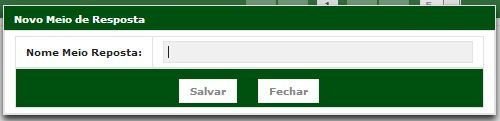 Novo Meio de Resposta
Nome Meio Reposta:
Salvar Fechar